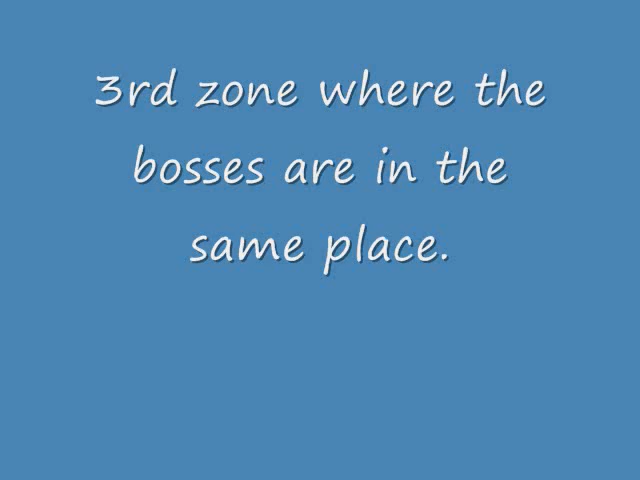 3rd zone where the
bosses are in the
same place.